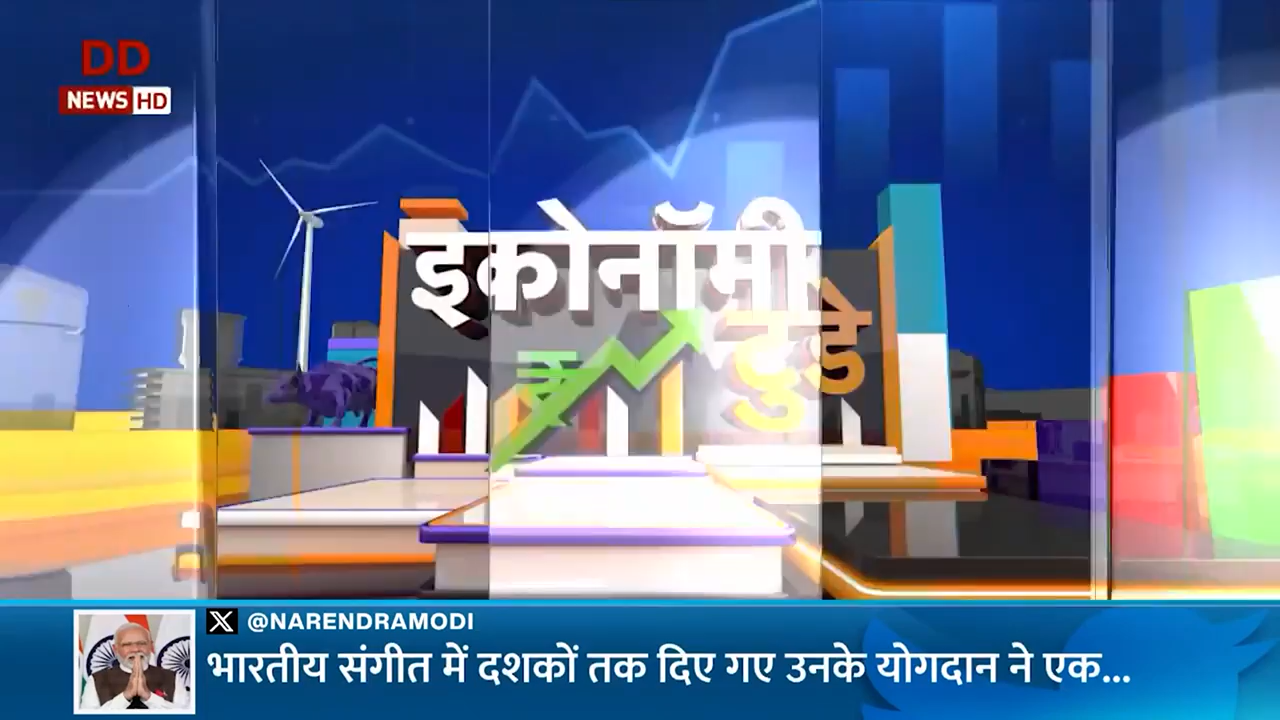 DD
NEWS HD
इकोनॉमी
टुडे
@NARENDRAMODI
भारतीय संगीत में दशकों तक दिए गए उनके योगदान ने एक...